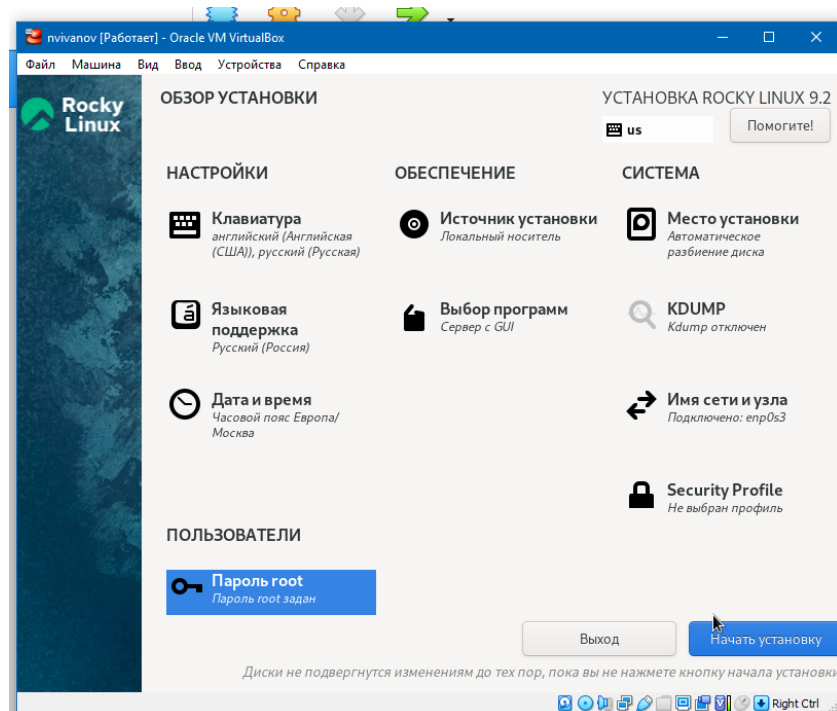 nvivanov [Работает] - Oracle VM VirtualBox
Файл Машина Вид Ввод Устройства Справка
Rocky
Linux
ОБЗОР УСТАНОВКИ
УСТАНОВКА ROCKY LINUX 9.2
us
Помогите!
НАСТРОЙКИ
Клавиатура
английский (Английская
(США)), русский (Русская)
Языковая
поддержка
Русский (Россия)
Дата и время
Часовой пояс Европа/
Москва
ОБЕСПЕЧЕНИЕ
Источник установки
Локальный носитель
Выбор программ
Сервер с GUI
СИСТЕМА
Место установки
Автоматическое
разбиение диска
KDUMP
Kdump отключен
Имя сети и узла
Подключено: enp0s3
Security Profile
Не выбран профиль
ПОЛЬЗОВАТЕЛИ
Пароль root
Пароль root задан
Выход
Начать установку
Диски не подвергнутся изменениям до тех пор, пока вы не нажмете кнопку начала установки
Right Ctrl